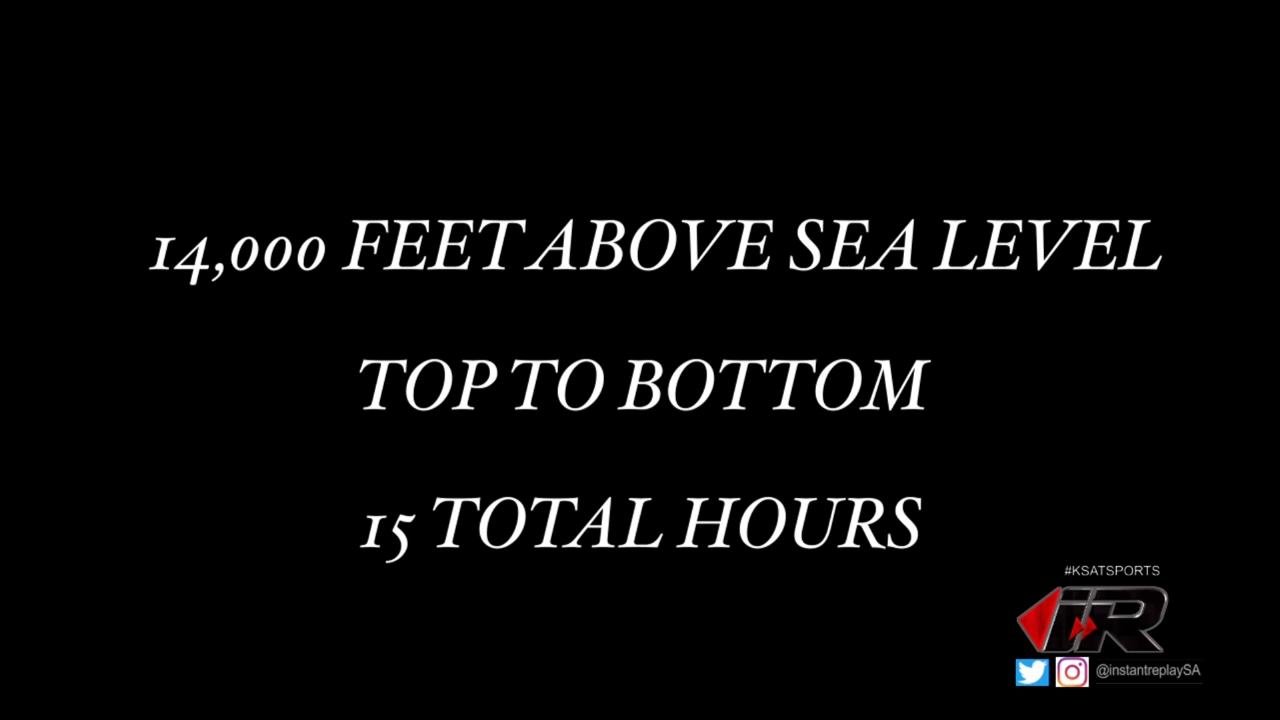 14,000 FEET ABOVE SEA LEVEL
TOP TO BOTTOM
15 TOTAL HOURS
#KSATSPORTS
IR
@instantreplaySA